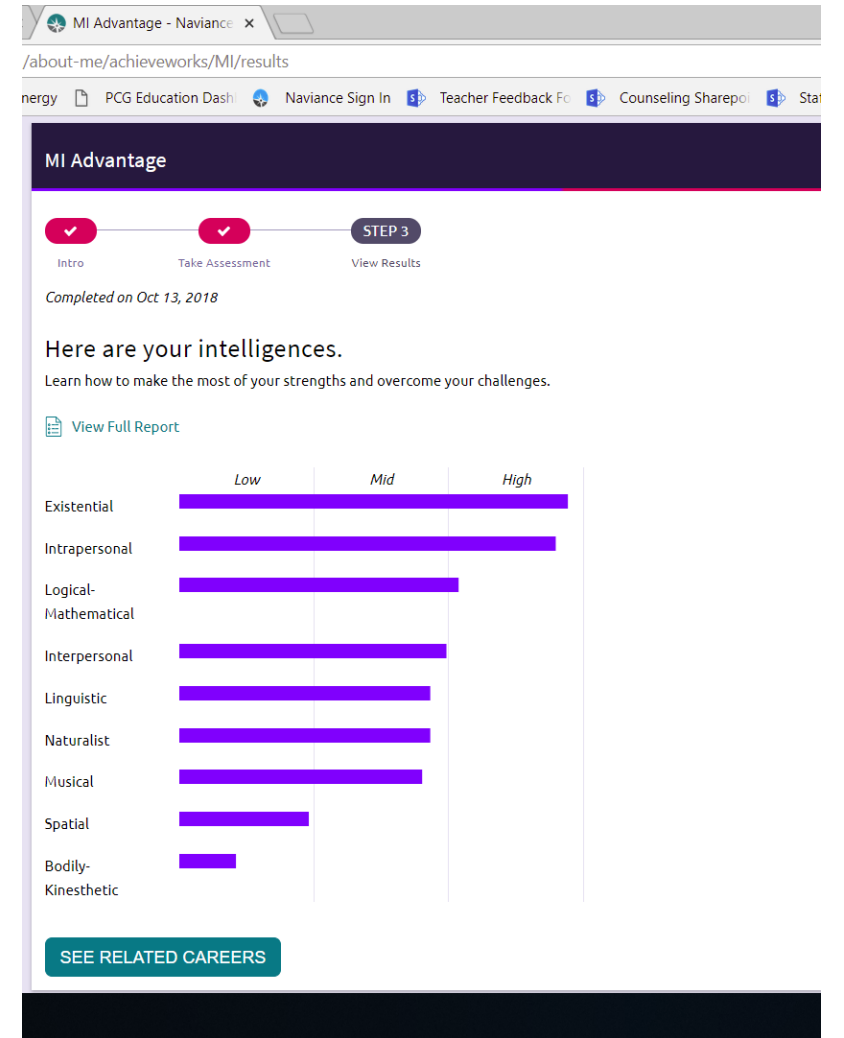 MI Advantage - Naviance ×
/about-me/achieveworks/MI/results
nergy PCG Education Dash Naviance Sign In Teacher Feedback Fo Counseling Sharepoi Staf
MI Advantage
STEP 3
Intro Take Assessment View Results
Completed on Oct 13, 2018
Here are your intelligences.
Learn how to make the most of your strengths and overcome your challenges.
View Full Report
Low Mid High
Existential
Intrapersonal
Logical-
Mathematical
Interpersonal
Linguistic
Naturalist
Musical
Spatial
Bodily-
Kinesthetic
SEE RELATED CAREERS